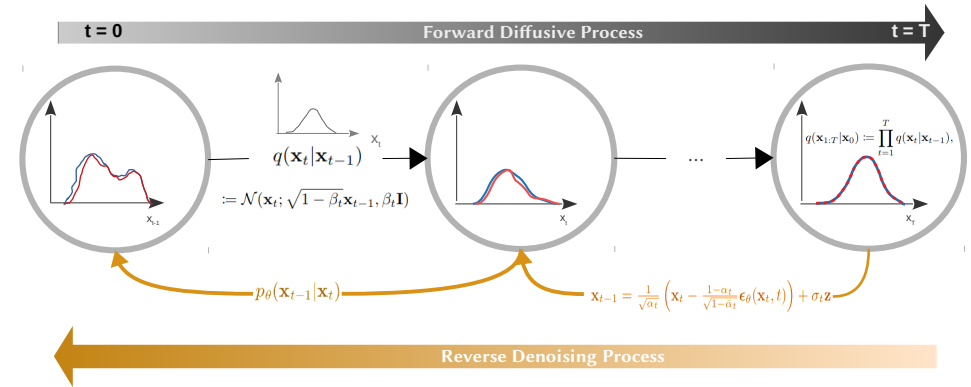 t = 0 Forward Diffusive Process t = T
x_t
q(x_t|x_{t−1})
:= N(x_t; √(1 − β_t) x_{t−1}, β_t I)
...
q(x_{1:T}|x_0) := ∏_{t=1}^{T} q(x_t|x_{t−1}),
x_{t-1}
x_t
x_T
p_θ(x_{t−1}|x_t)
x_{t−1} = 1/√α_t (x_t − (1−α_t)/√(1−ᾱ_t) ϵ_θ(x_t, t)) + σ_t z
Reverse Denoising Process